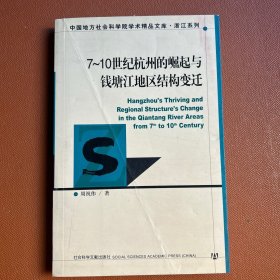 中国地方社会科学院学术精品文库·浙江系列
7~10世纪杭州的崛起与
钱塘江地区结构变迁
Hangzhou's Thriving and
Regional Structure's Change
in the Qiantang River Areas
from 7th to 10th Century
S
周祝伟/著
社会科学文献出版社 SOCIAL SCIENCES ACADEMIC PRESS (CHINA)